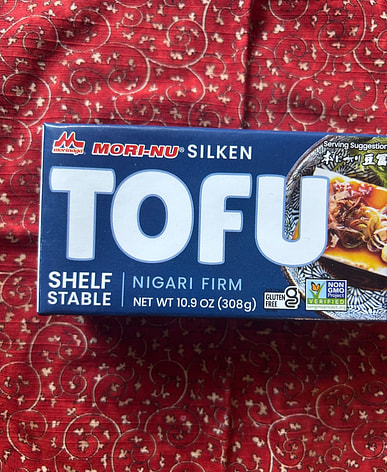 morinaga MORI-NU® SILKEN
TOFU
SHELF
STABLE
NIGARI FIRM
NET WT 10.9 OZ (308g)
GLUTEN
FREE
g
NON
GMO
Project
VERIFIED
Serving Suggestion